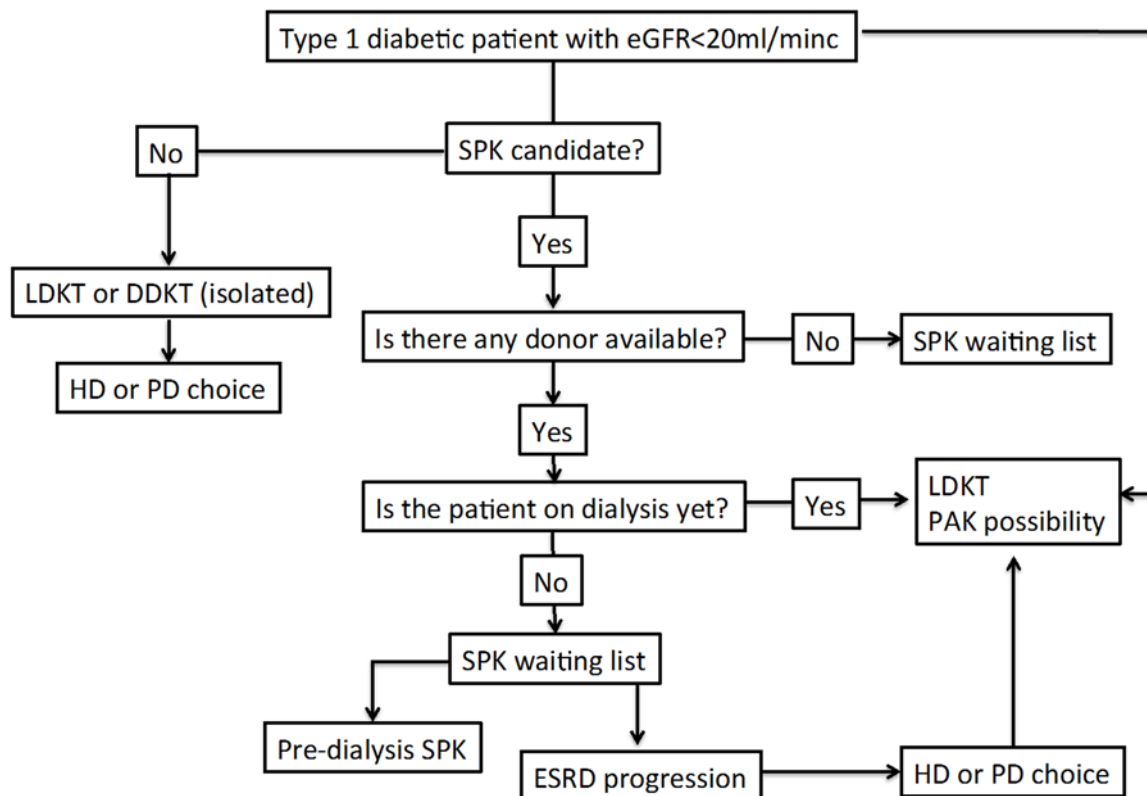 Type 1 diabetic patient with eGFR<20ml/minc
No
SPK candidate?
Yes
LDKT or DDKT (isolated)
Is there any donor available?
No
SPK waiting list
HD or PD choice
Yes
Is the patient on dialysis yet?
Yes
LDKT
PAK possibility
No
SPK waiting list
Pre-dialysis SPK
ESRD progression
HD or PD choice